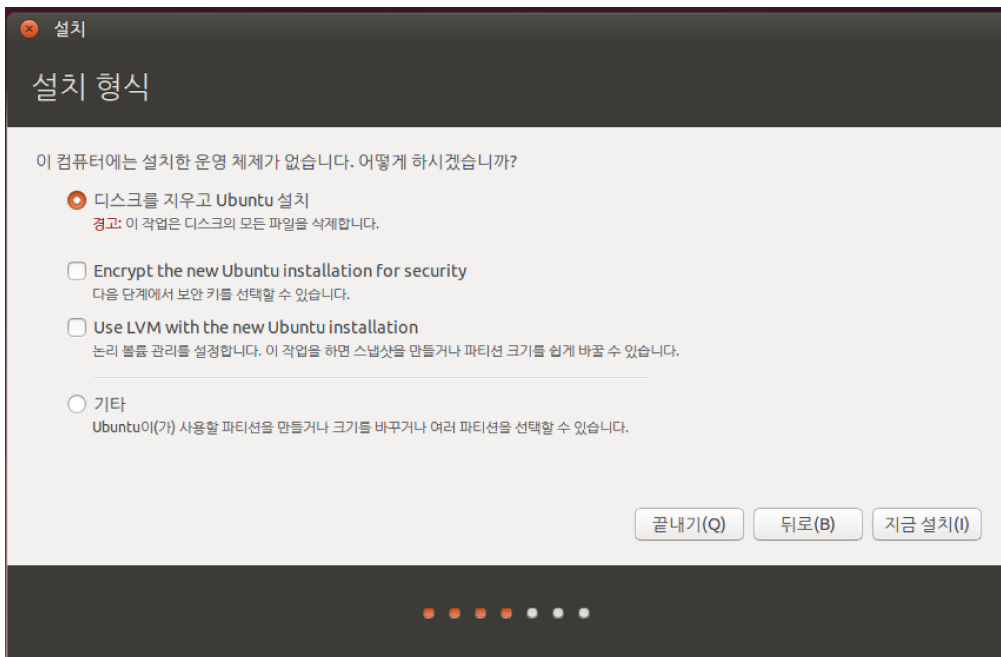 설치
설치 형식
이 컴퓨터에는 설치한 운영 체제가 없습니다. 어떻게 하시겠습니까?
디스크를 지우고 Ubuntu 설치
경고: 이 작업은 디스크의 모든 파일을 삭제합니다.
Encrypt the new Ubuntu installation for security
다음 단계에서 보안 키를 선택할 수 있습니다.
Use LVM with the new Ubuntu installation
논리 볼륨 관리를 설정합니다. 이 작업을 하면 스냅샷을 만들거나 파티션 크기를 쉽게 바꿀 수 있습니다.
기타
Ubuntu이(가) 사용할 파티션을 만들거나 크기를 바꾸거나 여러 파티션을 선택할 수 있습니다.
끝내기(Q) 뒤로(B) 지금 설치(I)